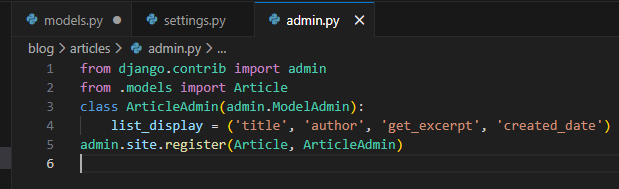 models.py
settings.py
admin.py
blog > articles > admin.py > ...
1 from django.contrib import admin
2 from .models import Article
3 class ArticleAdmin(admin.ModelAdmin):
4     list_display = ('title', 'author', 'get_excerpt', 'created_date')
5 admin.site.register(Article, ArticleAdmin)
6